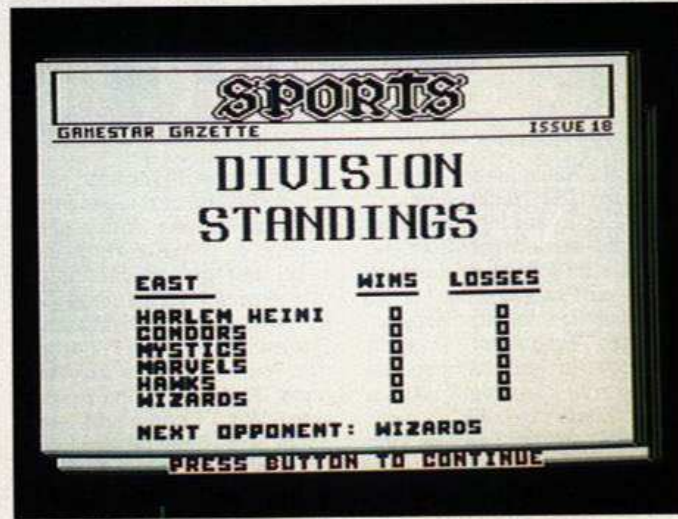 SPORTS
GAMESTAR GAZETTE ISSUE 18
DIVISION
STANDINGS
EAST WINS LOSSES
HARLEM HEINI 0 0
CONDORS 0 0
MYSTICS 0 0
MARVELS 0 0
HAWKS 0 0
WIZARDS 0 0
NEXT OPPONENT: WIZARDS
PRESS BUTTON TO CONTINUE